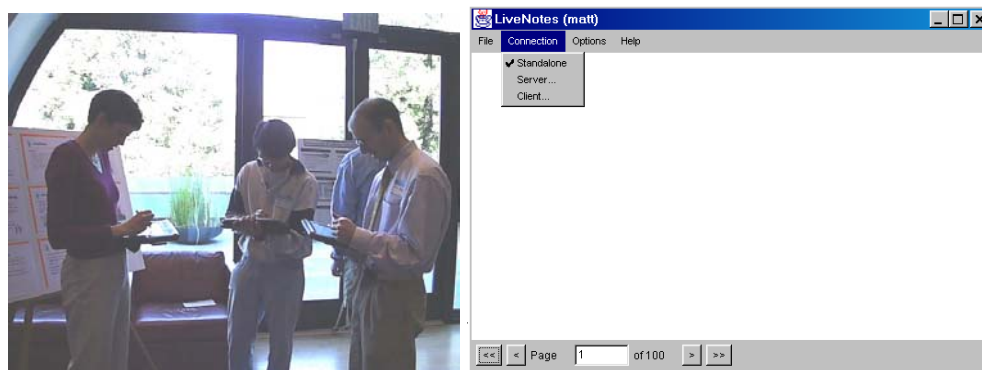 LiveNotes (matt)
File Connection Options Help
Standalone
Server...
Client...
<< < Page 1 of 100 > >>